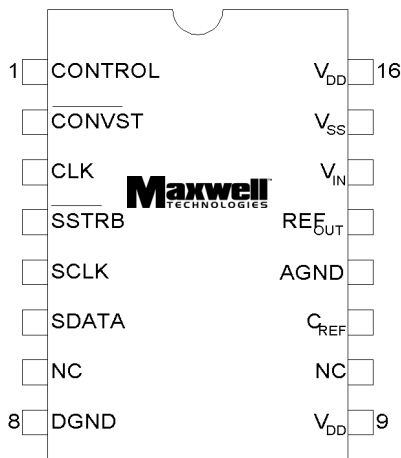 1 CONTROL V_DD 16
CONVST V_SS
CLK V_IN
Maxwell™
TECHNOLOGIES
SSTRB REF_OUT
SCLK AGND
SDATA C_REF
NC NC
8 DGND V_DD 9